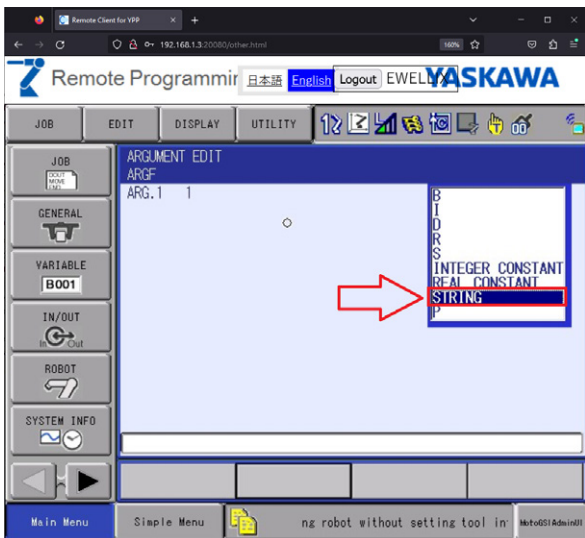 Remote Client for YPP
192.168.1.3:20080/other.html
160%
Remote Programmin
日本語
English
Logout
EWELLIX
YASKAWA
JOB
EDIT
DISPLAY
UTILITY
JOB
DOUT
MOVE
END
GENERAL
VARIABLE
B001
IN/OUT
In Out
ROBOT
SYSTEM INFO
ARGUMENT EDIT
ARGF
ARG.1 1
B
I
D
R
S
INTEGER CONSTANT
REAL CONSTANT
STRING
P
Main Menu
Simple Menu
ng robot without setting tool in
MotoGSIAdminUI